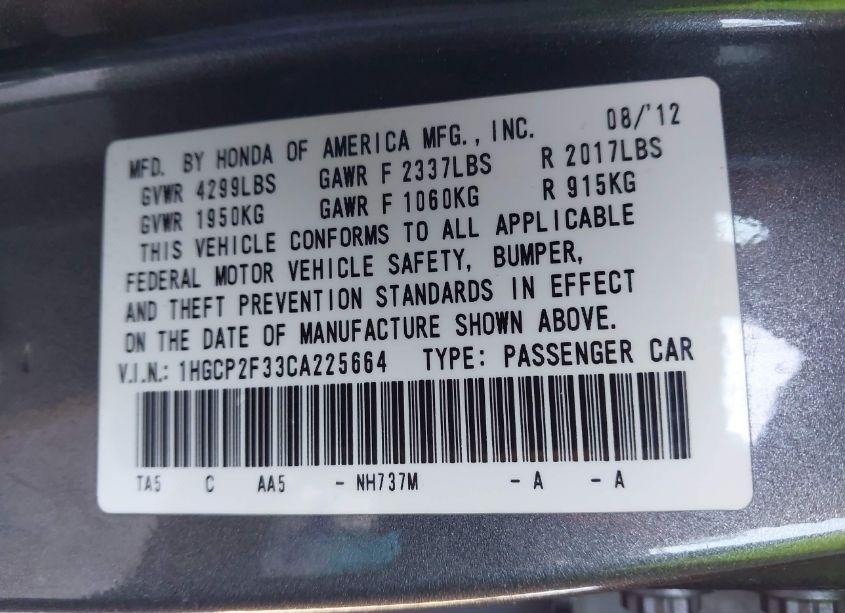 MFD. BY HONDA OF AMERICA MFG., INC. 08/'12
GVWR 4299LBS GAWR F 2337LBS R 2017LBS
GVWR 1950KG GAWR F 1060KG R 915KG
THIS VEHICLE CONFORMS TO ALL APPLICABLE
FEDERAL MOTOR VEHICLE SAFETY, BUMPER,
AND THEFT PREVENTION STANDARDS IN EFFECT
ON THE DATE OF MANUFACTURE SHOWN ABOVE.
V.I.N.: 1HGCP2F33CA225664 TYPE: PASSENGER CAR
TA5 C AA5 - NH737M - A - A